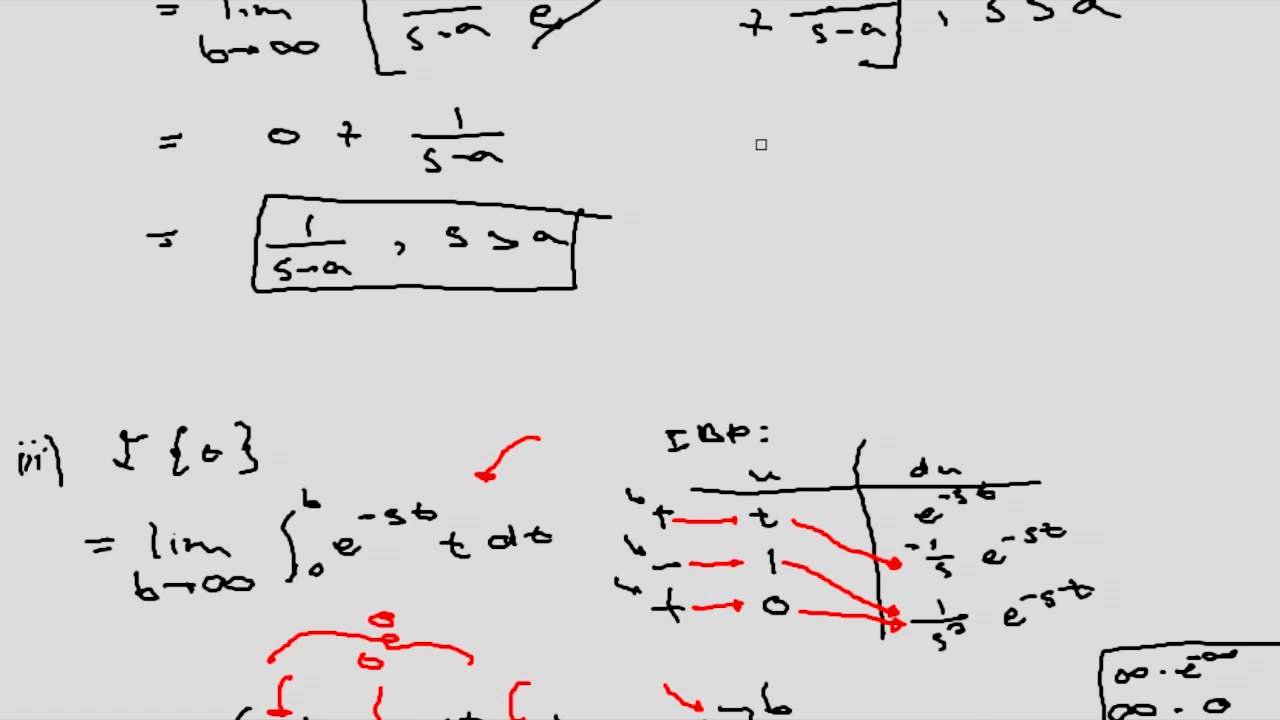 = lim b→∞ [ 1/(s-a) e + 1/(s-a) ] , s > a
= 0 + 1/(s-a)
= 1/(s-a) , s > a
iii) ℒ {t}
= lim b→∞ ∫₀ᵇ e^(-st) t dt
IBP:
u du
+ t e^(-st)
- 1 -1/s e^(-st)
+ 0 1/s² e^(-st)
∞ · e^(-∞)
∞ · 0
b